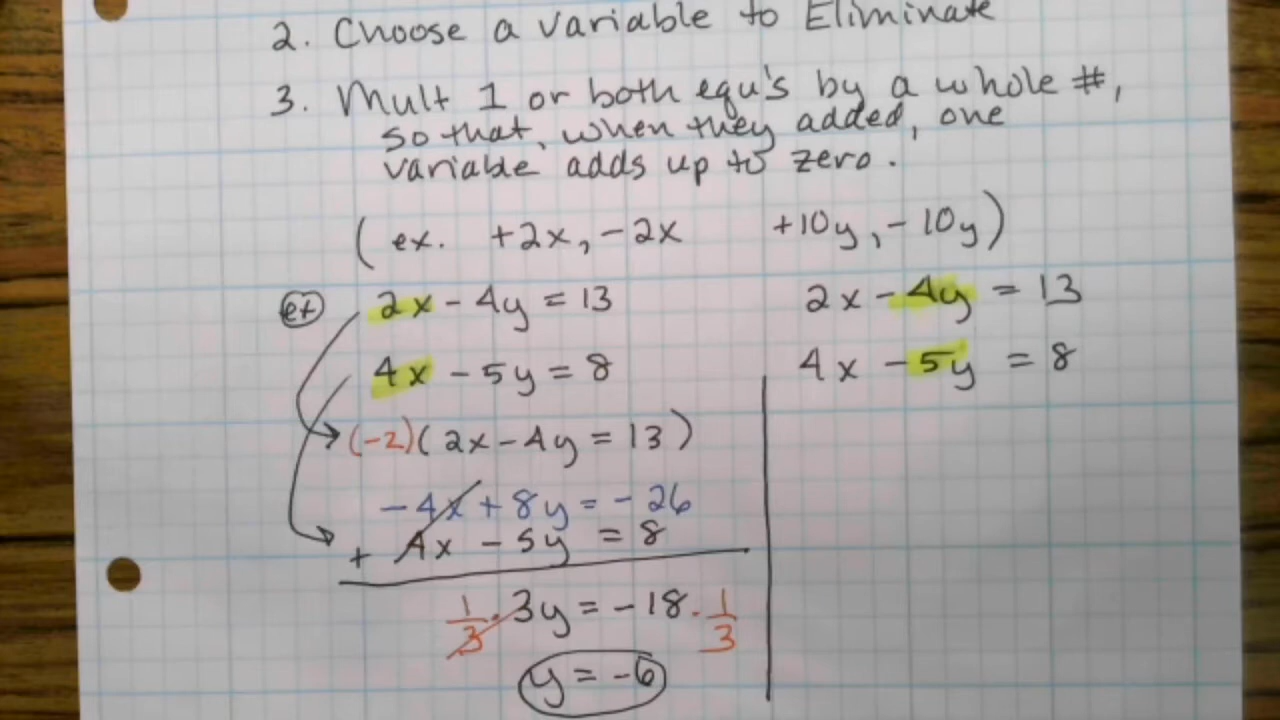 2. Choose a variable to Eliminate
3. Mult 1 or both equ's by a whole #,
so that, when they added, one
variable adds up to zero.
(ex. +2x, -2x +10y, -10y)
ex 2x - 4y = 13
4x - 5y = 8
(-2)(2x - 4y = 13)
-4x + 8y = -26
+ 4x - 5y = 8
1/3 · 3y = -18 · 1/3
y = -6
2x - 4y = 13
4x - 5y = 8